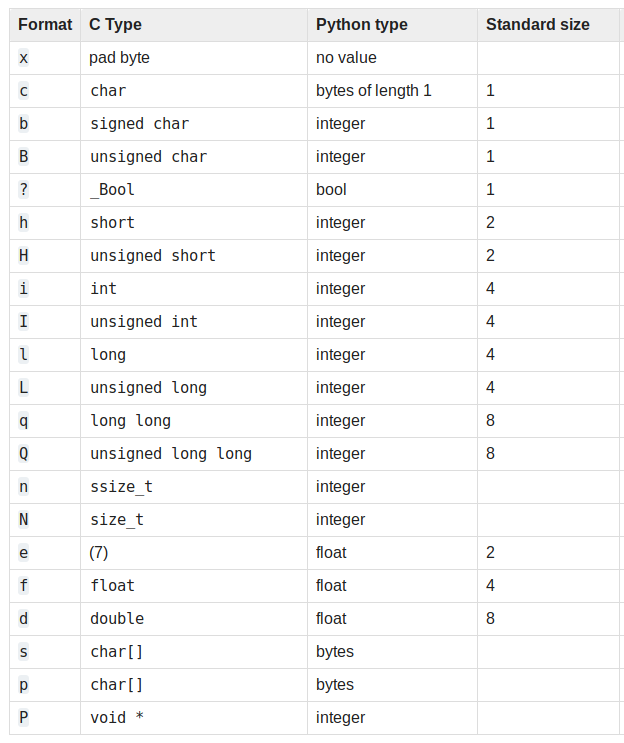 Format C Type Python type Standard size
x pad byte no value
c char bytes of length 1 1
b signed char integer 1
B unsigned char integer 1
? _Bool bool 1
h short integer 2
H unsigned short integer 2
i int integer 4
I unsigned int integer 4
l long integer 4
L unsigned long integer 4
q long long integer 8
Q unsigned long long integer 8
n ssize_t integer
N size_t integer
e (7) float 2
f float float 4
d double float 8
s char[] bytes
p char[] bytes
P void * integer